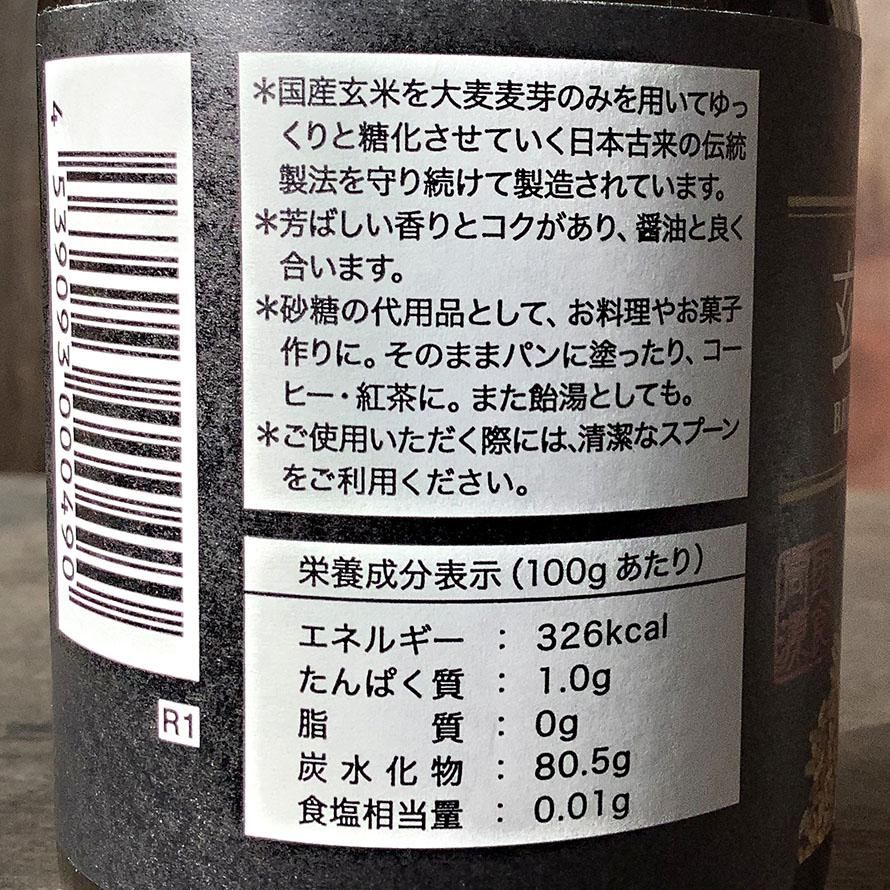 *国産玄米を大麦麦芽のみを用いてゆっ
くりと糖化させていく日本古来の伝統
製法を守り続けて製造されています。
*芳ばしい香りとコクがあり、醤油と良く
合います。
*砂糖の代用品として、お料理やお菓子
作りに。そのままパンに塗ったり、コー
ヒー・紅茶に。また飴湯としても。
*ご使用いただく際には、清潔なスプーン
をご利用ください。
栄養成分表示(100gあたり)
エネルギー : 326kcal
たんぱく質 : 1.0g
脂質 : 0g
炭水化物 : 80.5g
食塩相当量 : 0.01g
4 539093 000490
R1